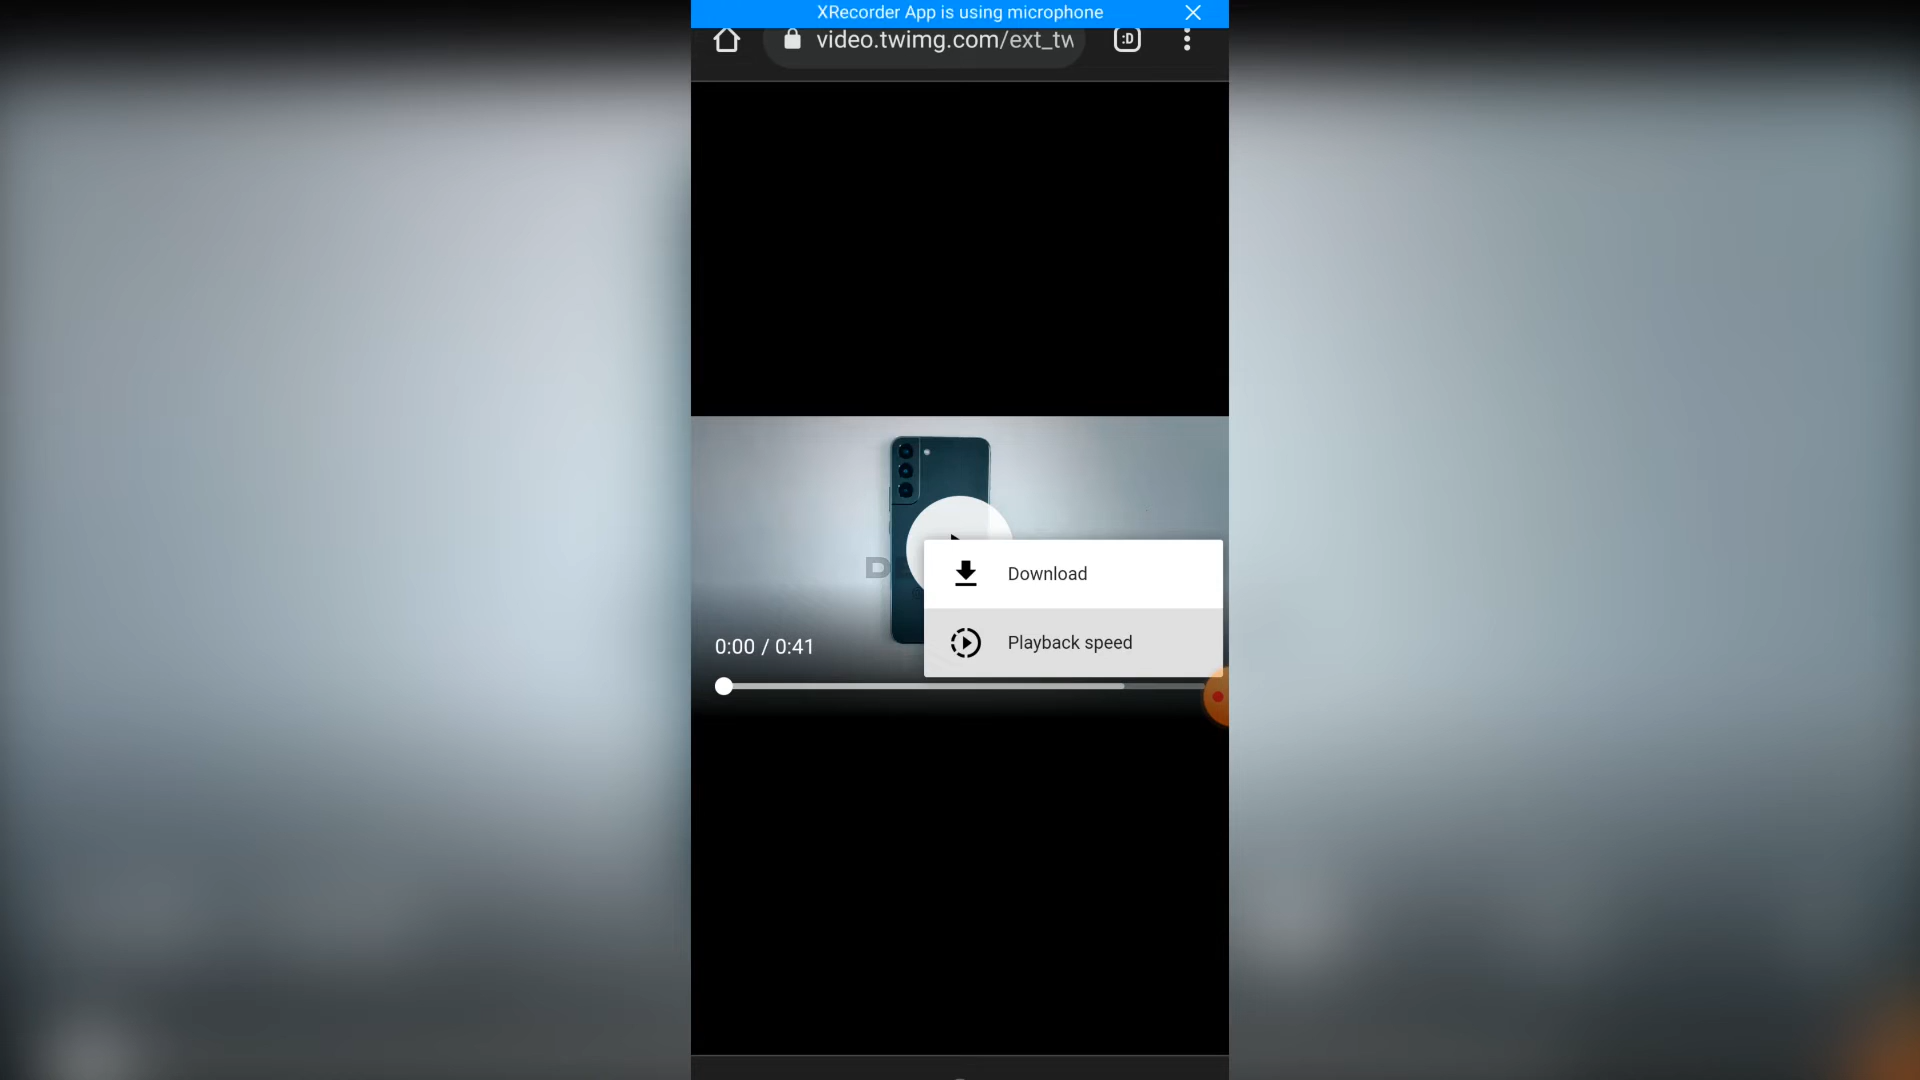 XRecorder App is using microphone
video.twimg.com/ext_tw
:D
Download
Playback speed
0:00 / 0:41